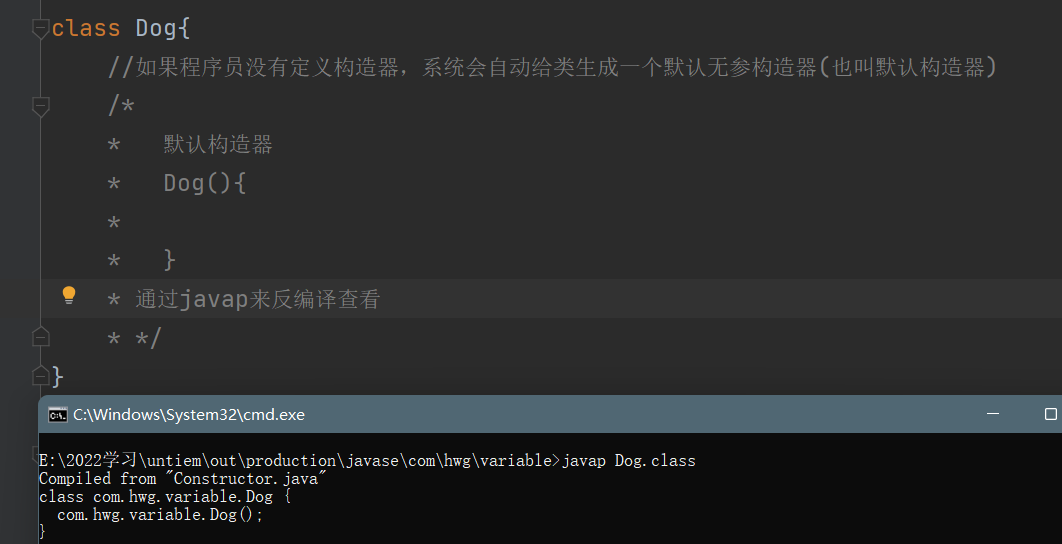 class Dog{
//如果程序员没有定义构造器，系统会自动给类生成一个默认无参构造器(也叫默认构造器)
/*
* 默认构造器
* Dog(){
*
* }
* 通过javap来反编译查看
* */
}
C:\Windows\System32\cmd.exe
E:\2022学习\untiem\out\production\javase\com\hwg\variable>javap Dog.class
Compiled from "Constructor.java"
class com.hwg.variable.Dog {
com.hwg.variable.Dog();
}